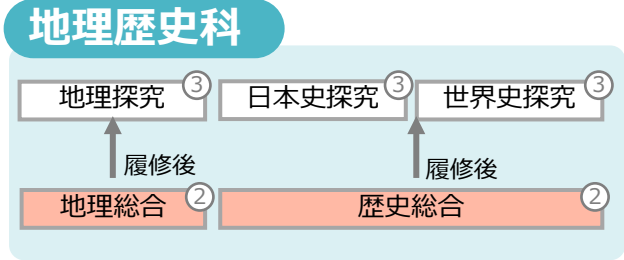 地理歴史科
地理探究 ③ 日本史探究 ③ 世界史探究 ③
履修後 履修後
地理総合 ② 歴史総合 ②